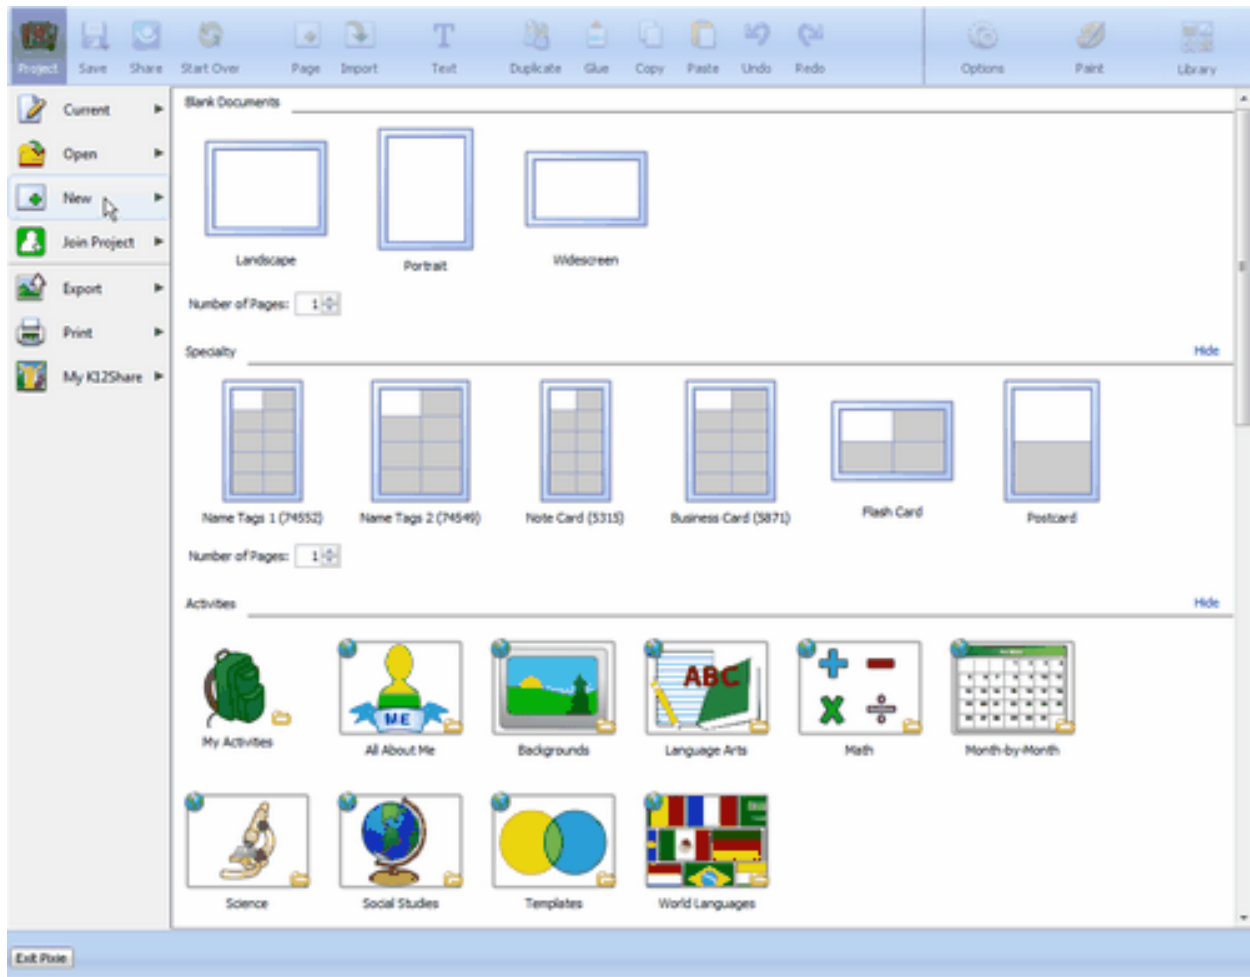 Project Save Share Start Over Page Import Text Duplicate Glue Copy Paste Undo Redo Options Paint Library
Current
Open
New
Join Project
Export
Print
My K12Share
Blank Documents
Landscape Portrait Widescreen
Number of Pages: 1
Specialty Hide
Name Tags 1 (74552) Name Tags 2 (74549) Note Card (5315) Business Card (5871) Flash Card Postcard
Number of Pages: 1
Activities Hide
ME ABC
My Activities All About Me Backgrounds Language Arts Math Month-by-Month
Science Social Studies Templates World Languages
Exit Pixie